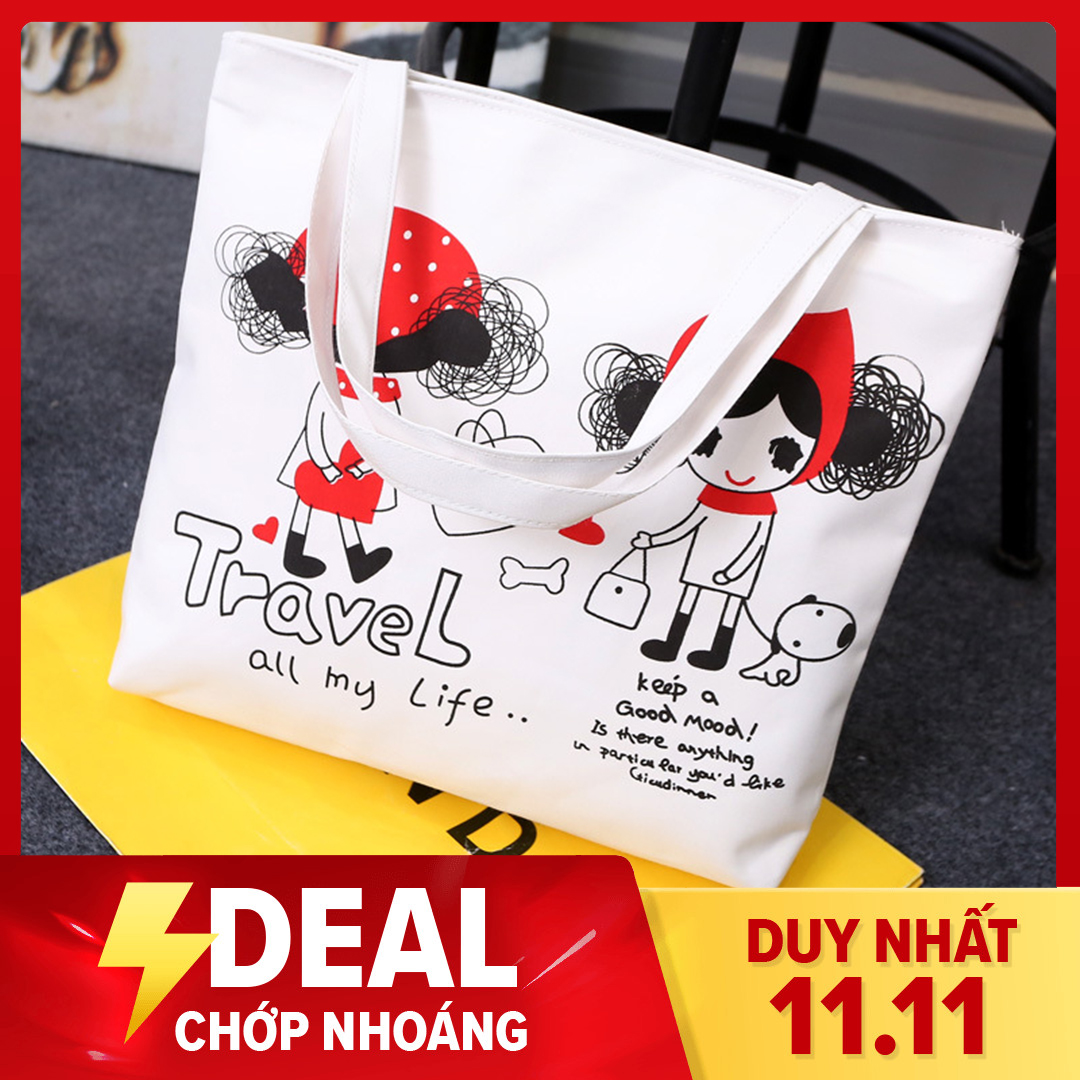 Travel
all my Life..
keep a
Good Mood!
Is there anything
in particular for you'd like
DEAL
CHỚP NHOÁNG
DUY NHẤT
11.11